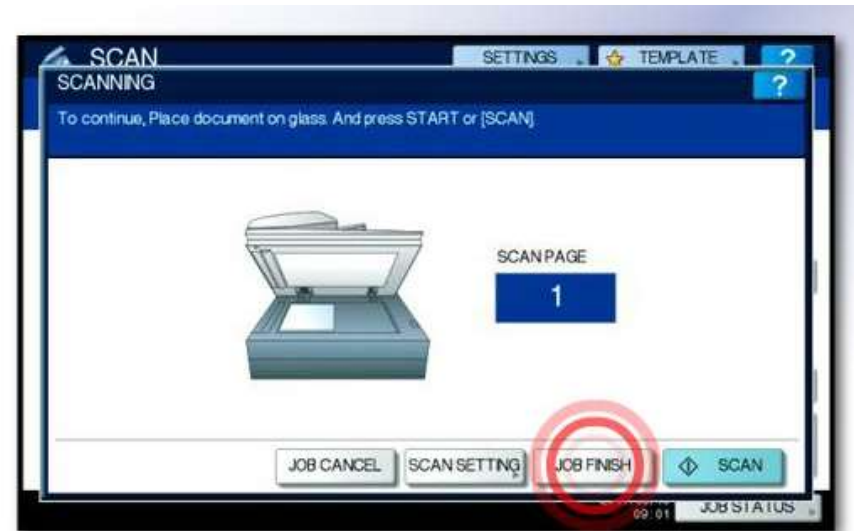 SCAN
SETTINGS
TEMPLATE
?
SCANNING
?
To continue, Place document on glass. And press START or [SCAN].
SCAN PAGE
1
JOB CANCEL
SCAN SETTING
JOB FINISH
SCAN
09:01
JOB STATUS